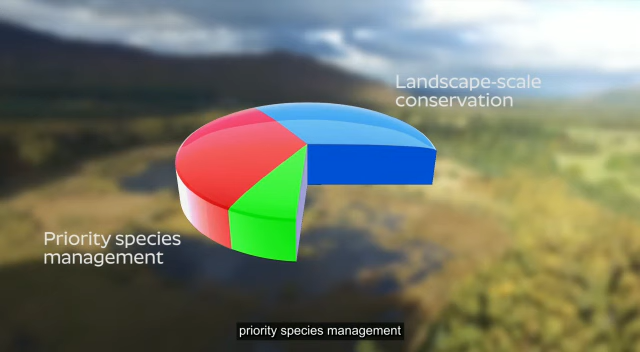 Landscape-scale
conservation
Priority species
management
priority species management